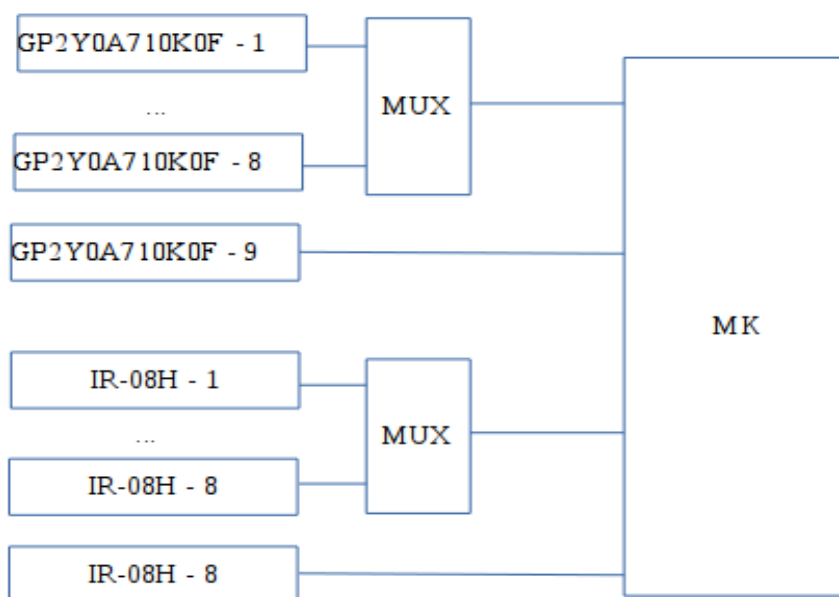 GP2Y0A710K0F - 1
...
GP2Y0A710K0F - 8
MUX
GP2Y0A710K0F - 9
MK
IR-08H - 1
...
IR-08H - 8
MUX
IR-08H - 8